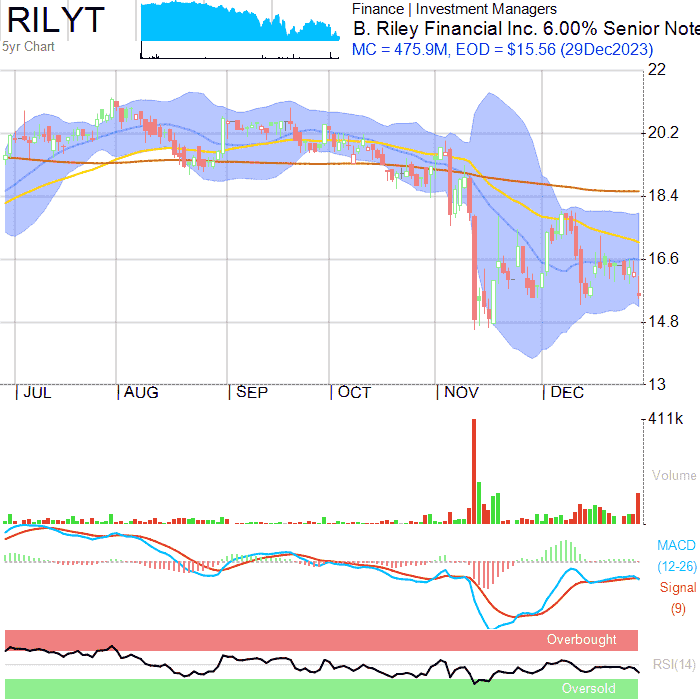 RILYT
5yr Chart
Finance | Investment Managers
B. Riley Financial Inc. 6.00% Senior Note
MC = 475.9M, EOD = $15.56 (29Dec2023)
22
20.2
18.4
16.6
14.8
13
JUL AUG SEP OCT NOV DEC
411k
Volume
MACD
(12-26)
Signal
(9)
Overbought
RSI(14)
Oversold